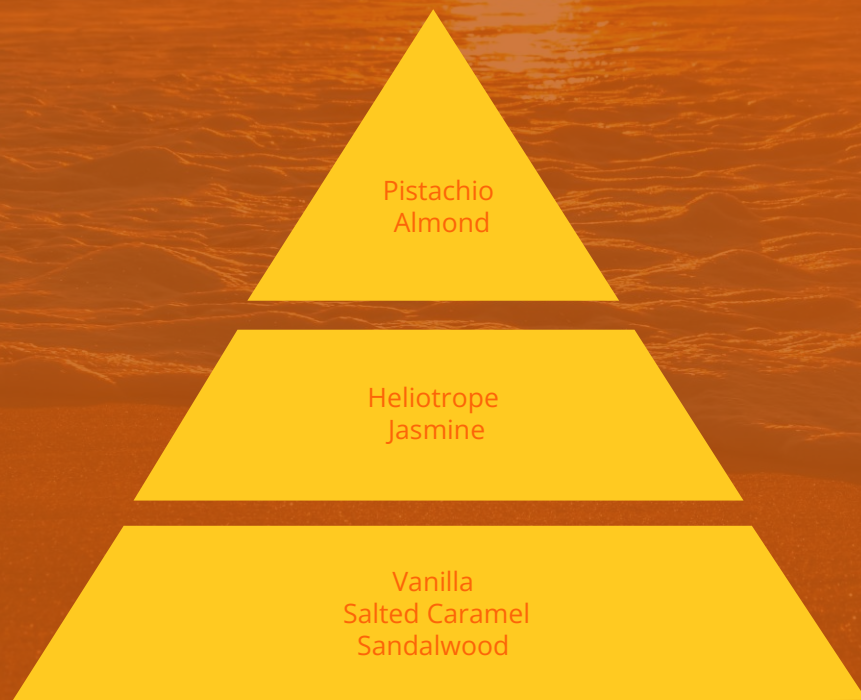 Pistachio
Almond
Heliotrope
Jasmine
Vanilla
Salted Caramel
Sandalwood